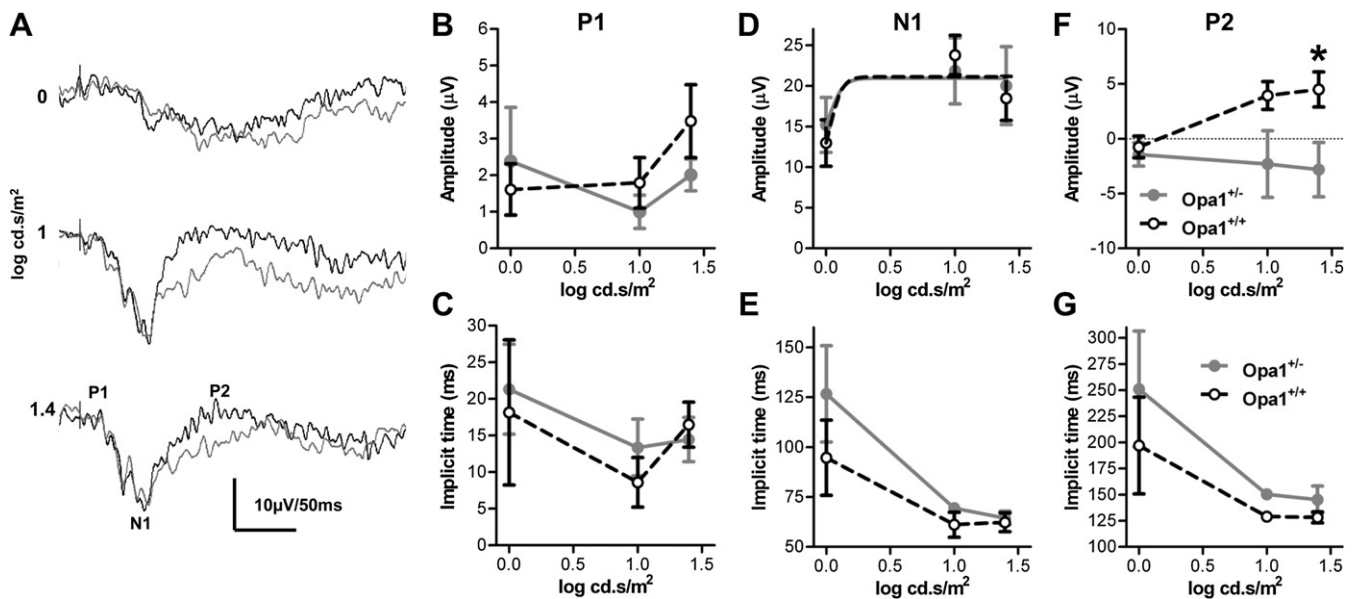 A
0
1
1.4
log cd.s/m²
P1
P2
N1
10µV/50ms
B
P1
6
5
4
3
2
1
0
Amplitude (µV)
0.0 0.5 1.0 1.5
log cd.s/m²
C
30
25
20
15
10
5
0
Implicit time (ms)
0.0 0.5 1.0 1.5
log cd.s/m²
D
N1
25
20
15
10
5
0
Amplitude (µV)
0.0 0.5 1.0 1.5
log cd.s/m²
E
150
125
100
75
50
Implicit time (ms)
0.0 0.5 1.0 1.5
log cd.s/m²
F
P2
*
10
5
0
-5
-10
Amplitude (µV)
Opa1+/-
Opa1+/+
0.0 0.5 1.0 1.5
log cd.s/m²
G
300
275
250
225
200
175
150
125
100
Implicit time (ms)
Opa1+/-
Opa1+/+
0.0 0.5 1.0 1.5
log cd.s/m²